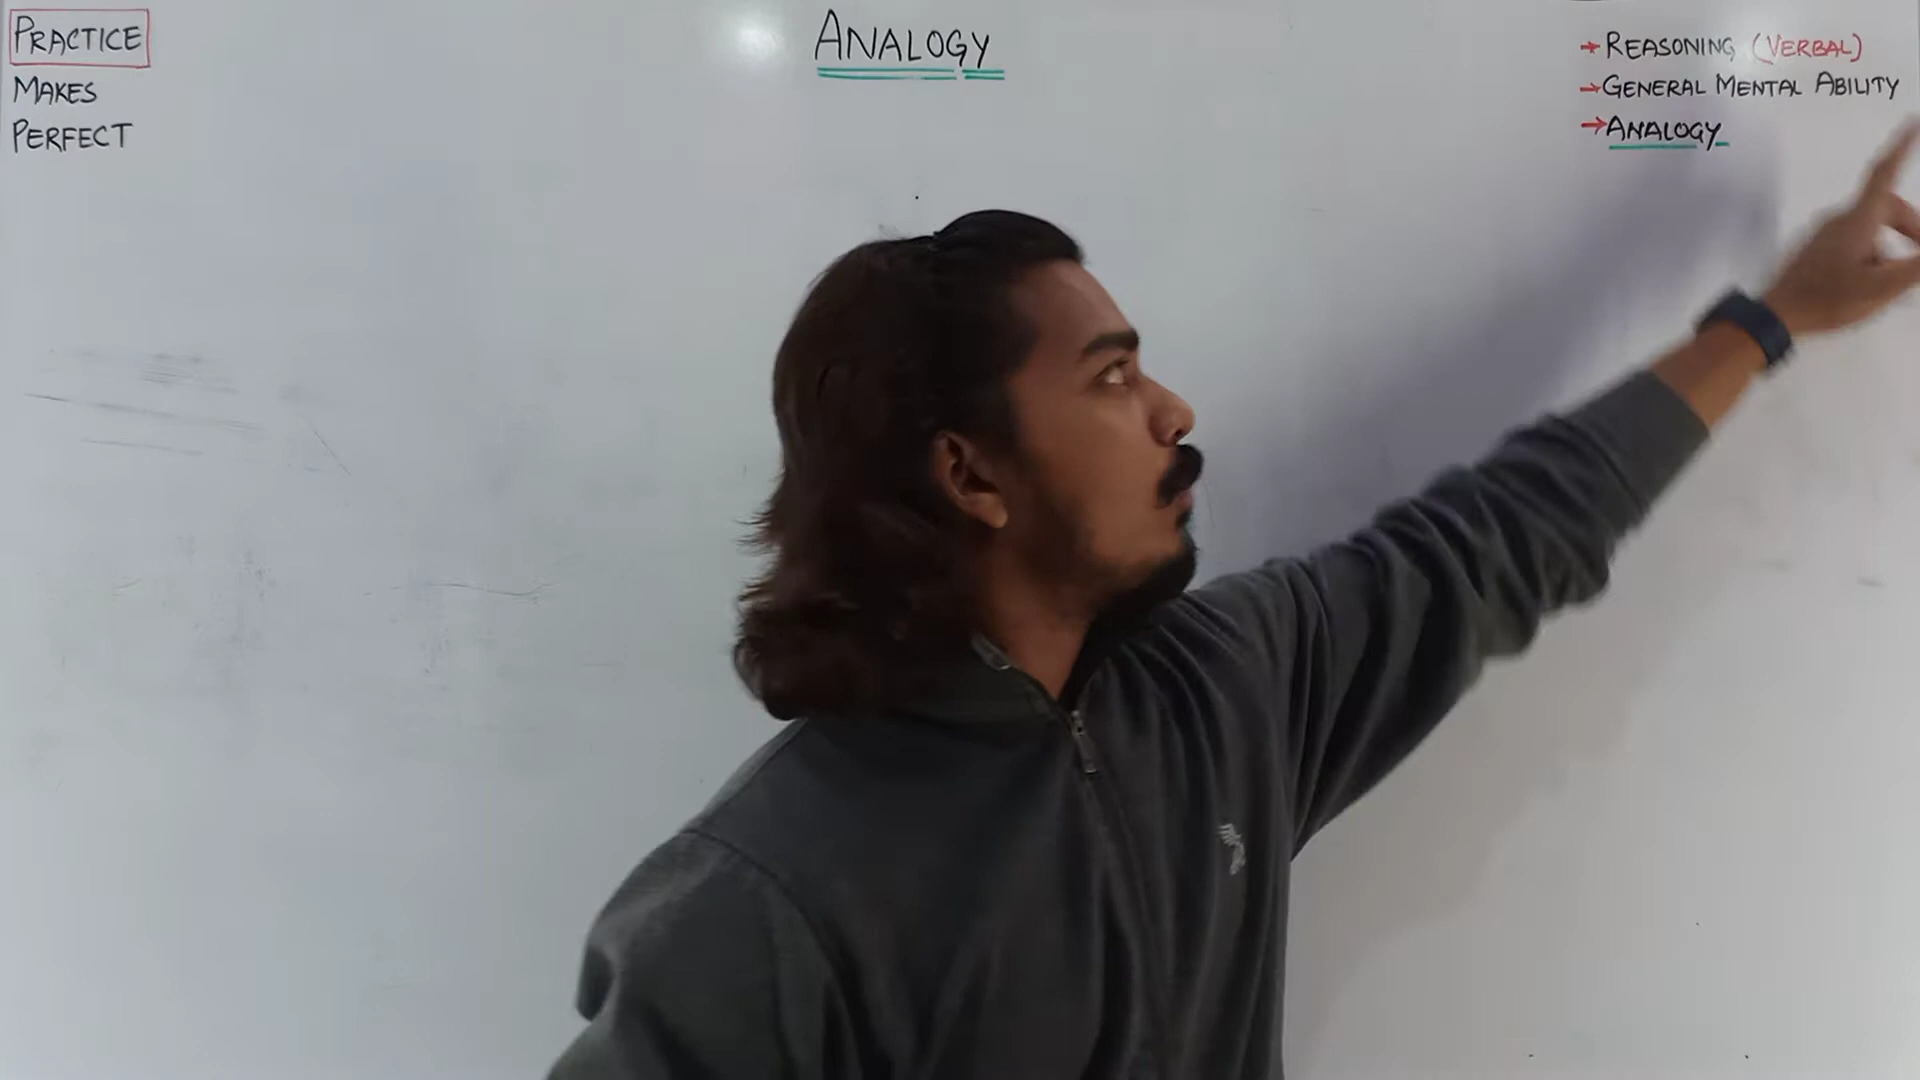 PRACTICE
MAKES
PERFECT
ANALOGY
→ REASONING (VERBAL)
→ GENERAL MENTAL ABILITY
→ ANALOGY